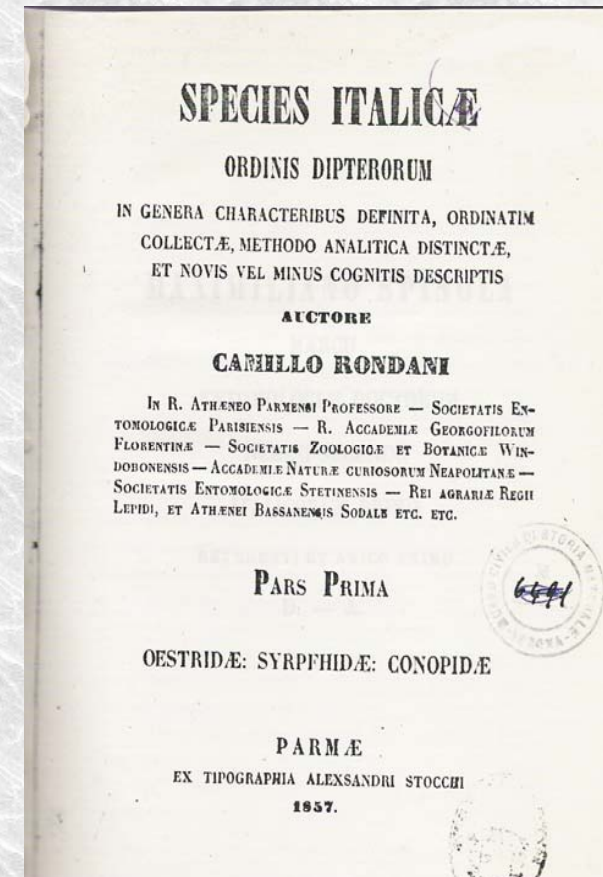 SPECIES ITALICÆ
ORDINIS DIPTERORUM
IN GENERA CHARACTERIBUS DEFINITA, ORDINATIM
COLLECTÆ, METHODO ANALITICA DISTINCTÆ,
ET NOVIS VEL MINUS COGNITIS DESCRIPTIS
AUCTORE
CAMILLO RONDANI
IN R. ATHÆNEO PARMENSI PROFESSORE — SOCIETATIS EN-
TOMOLOGICÆ PARISIENSIS — R. ACCADEMIÆ GEORGOFILORUM
FLORENTINÆ — SOCIETATIS ZOOLOGICÆ ET BOTANICÆ WIN-
DOBONENSIS — ACCADEMIÆ NATURÆ CURIOSORUM NEAPOLITANÆ —
SOCIETATIS ENTOMOLOGICÆ STETINENSIS — REI AGRARIÆ REGII
LEPIDI, ET ATHÆNEI BASSANENSIS SODALE ETC. ETC.
PARS PRIMA
OESTRIDÆ: SYRPFHIDÆ: CONOPIDÆ
PARMÆ
EX TIPOGRAPHIA ALEXSANDRI STOCCHI
1857.